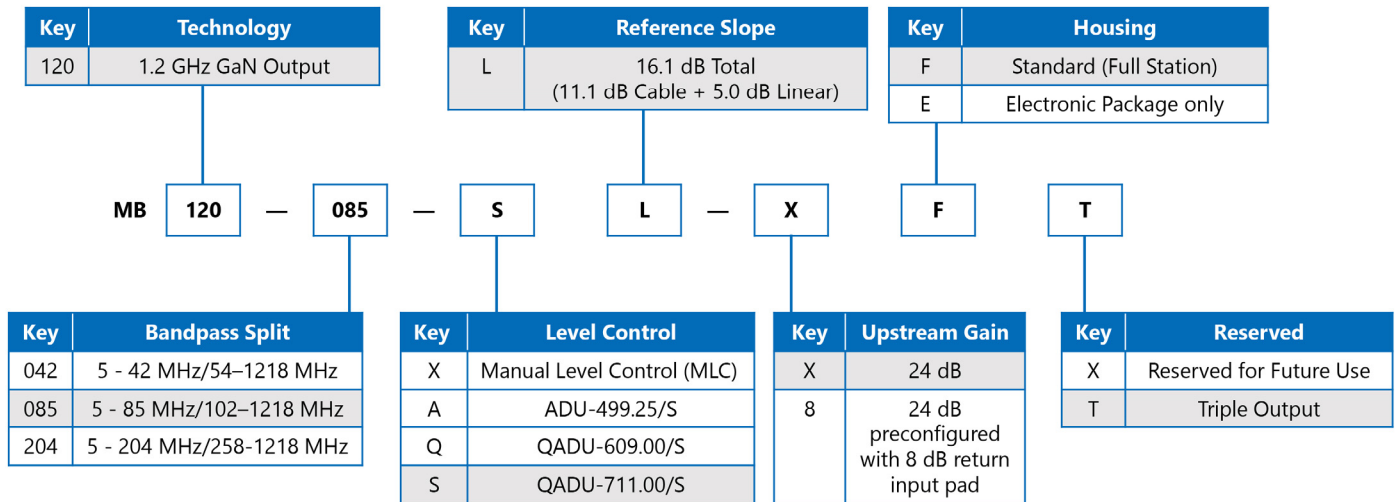 Key Technology
120 1.2 GHz GaN Output
Key Reference Slope
L 16.1 dB Total
(11.1 dB Cable + 5.0 dB Linear)
Key Housing
F Standard (Full Station)
E Electronic Package only
MB 120 — 085 — S L — X F T
Key Bandpass Split
042 5 - 42 MHz/54–1218 MHz
085 5 - 85 MHz/102–1218 MHz
204 5 - 204 MHz/258-1218 MHz
Key Level Control
X Manual Level Control (MLC)
A ADU-499.25/S
Q QADU-609.00/S
S QADU-711.00/S
Key Upstream Gain
X 24 dB
8 24 dB
preconfigured
with 8 dB return
input pad
Key Reserved
X Reserved for Future Use
T Triple Output